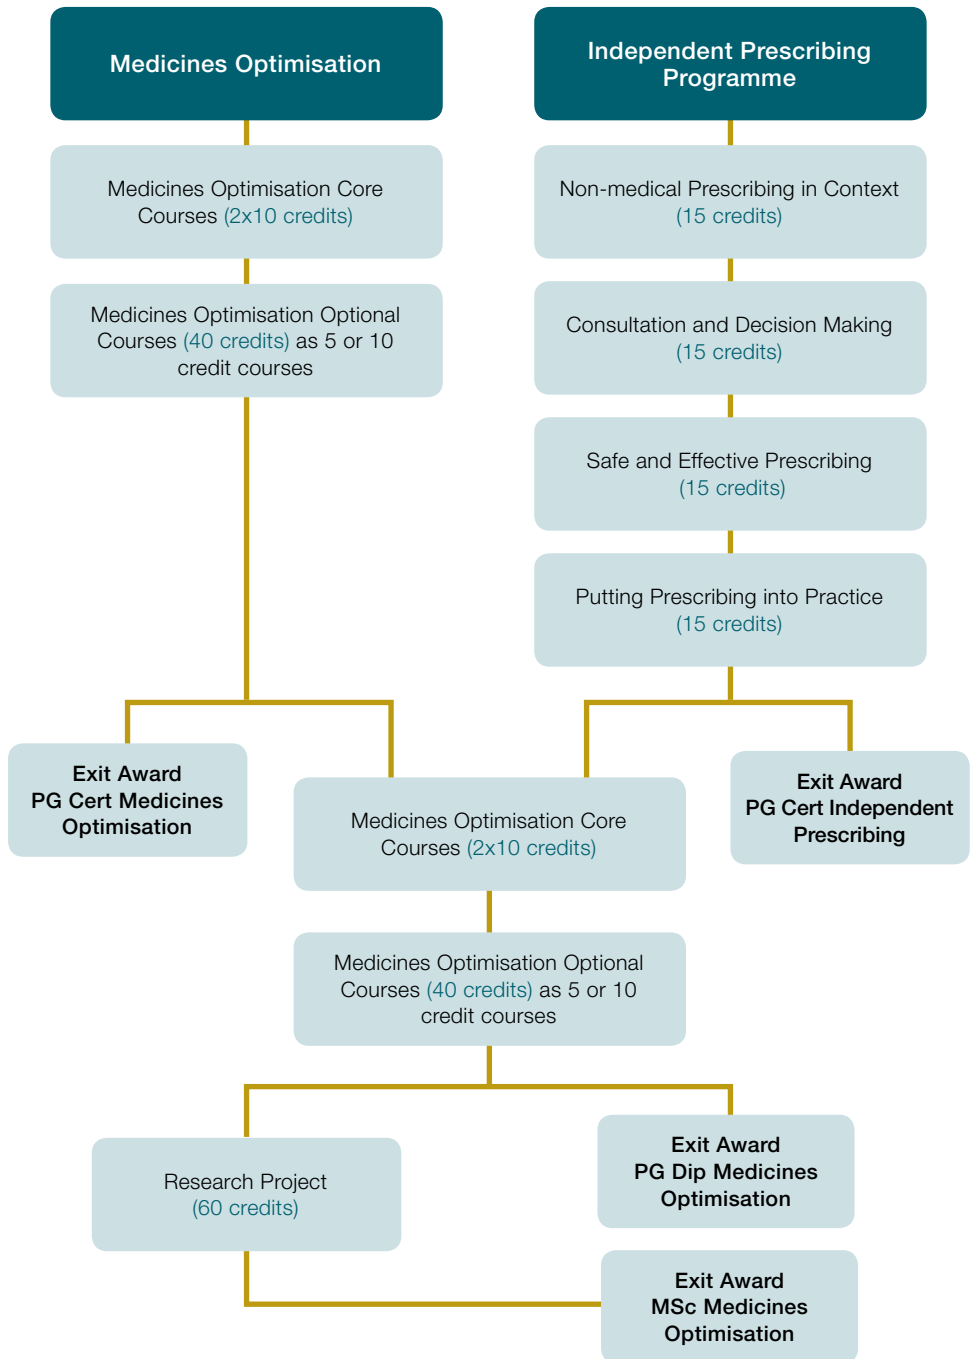 Medicines Optimisation
Independent Prescribing
Programme
Medicines Optimisation Core
Courses (2x10 credits)
Non-medical Prescribing in Context
(15 credits)
Medicines Optimisation Optional
Courses (40 credits) as 5 or 10
credit courses
Consultation and Decision Making
(15 credits)
Safe and Effective Prescribing
(15 credits)
Putting Prescribing into Practice
(15 credits)
Exit Award
PG Cert Medicines
Optimisation
Medicines Optimisation Core
Courses (2x10 credits)
Exit Award
PG Cert Independent
Prescribing
Medicines Optimisation Optional
Courses (40 credits) as 5 or 10
credit courses
Research Project
(60 credits)
Exit Award
PG Dip Medicines
Optimisation
Exit Award
MSc Medicines
Optimisation